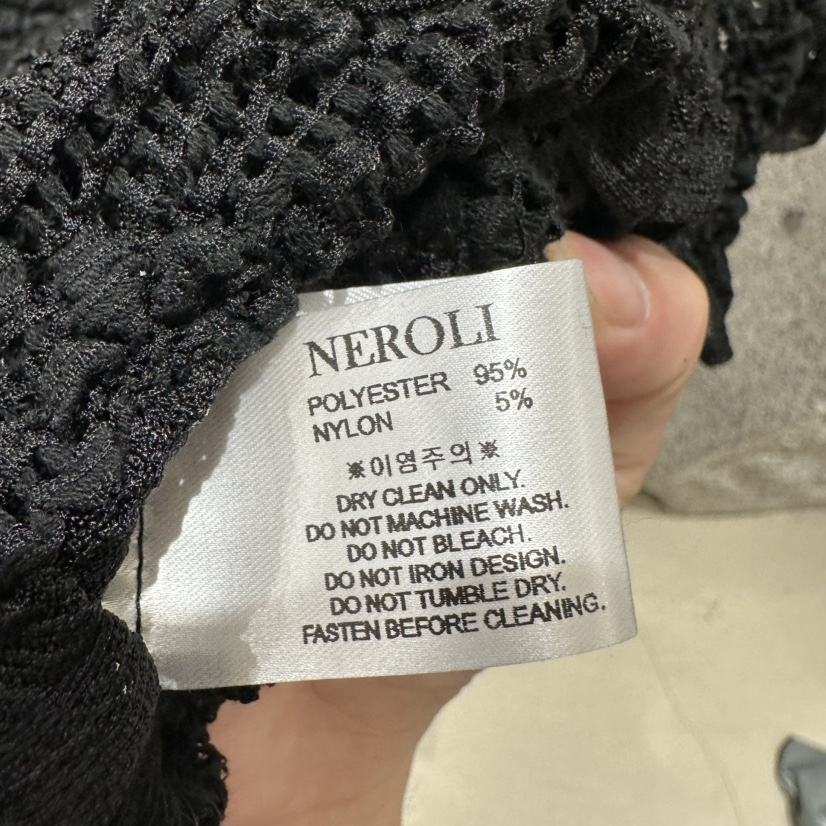 NEROLI
POLYESTER 95%
NYLON 5%
※이염주의※
DRY CLEAN ONLY.
DO NOT MACHINE WASH.
DO NOT BLEACH.
DO NOT IRON DESIGN.
DO NOT TUMBLE DRY.
FASTEN BEFORE CLEANING.